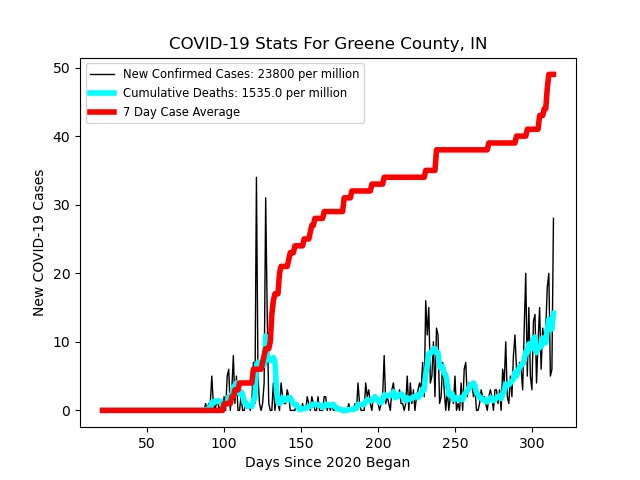 COVID-19 Stats For Greene County, IN
New Confirmed Cases: 23800 per million
Cumulative Deaths: 1535.0 per million
7 Day Case Average
New COVID-19 Cases
50
40
30
20
10
0
50 100 150 200 250 300
Days Since 2020 Began